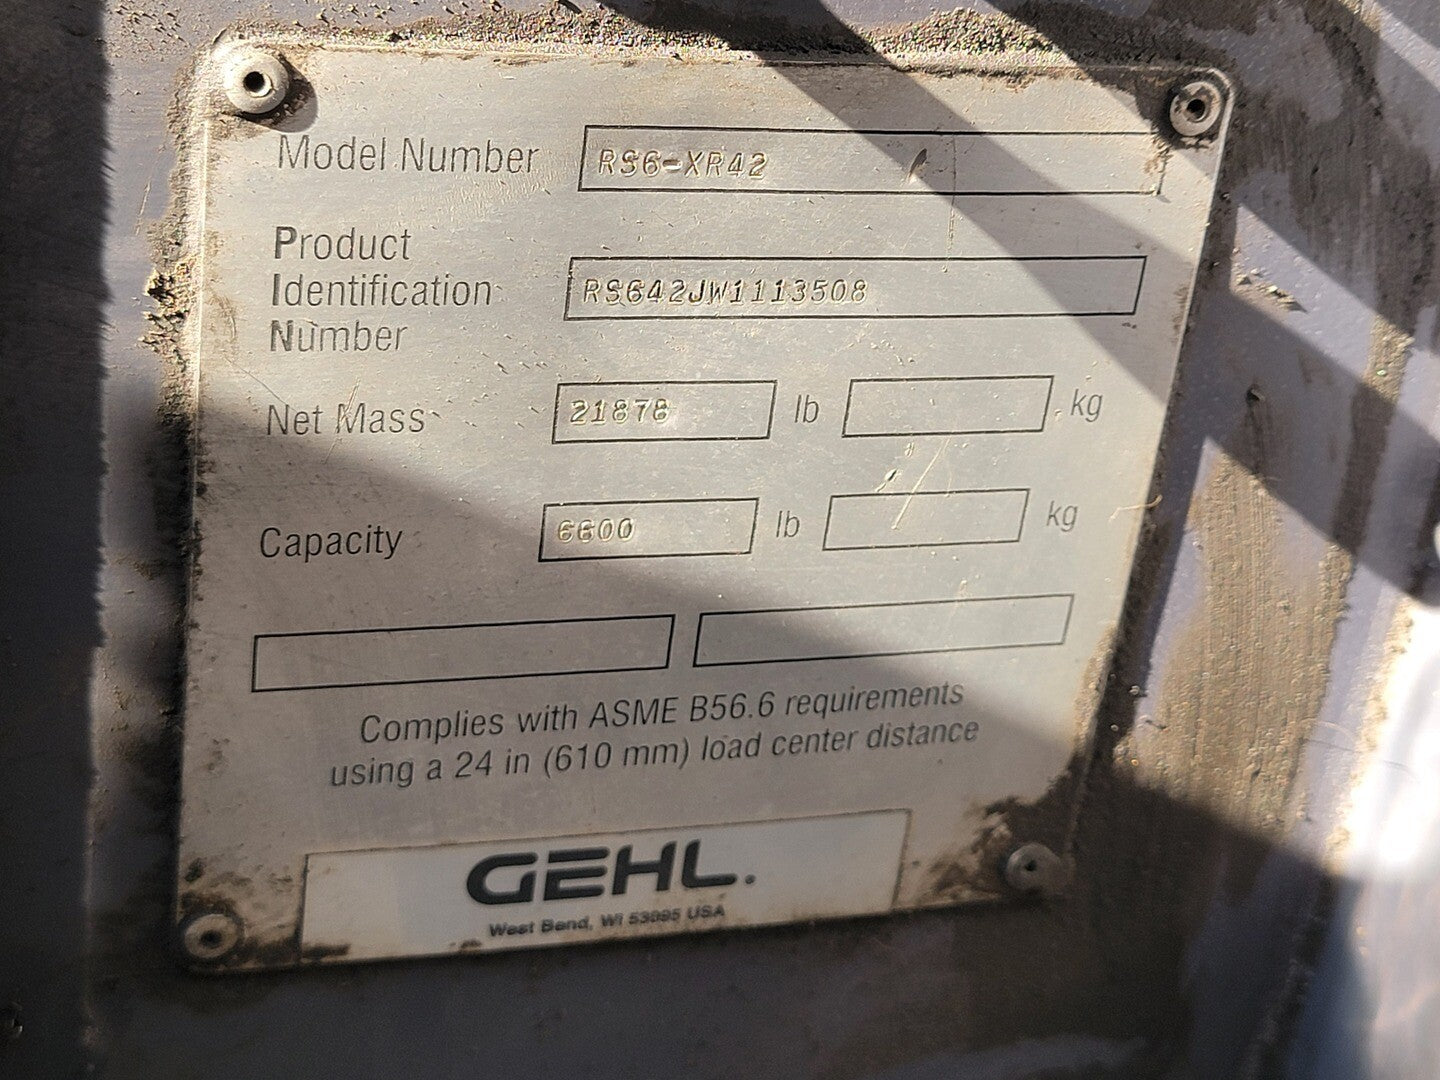 Model Number RS6-XR42
Product
Identification RS642JW1113508
Number
Net Mass 21878 lb kg
Capacity 6600 lb kg
Complies with ASME B56.6 requirements
using a 24 in (610 mm) load center distance
GEHL.
West Bend, WI 53095 USA